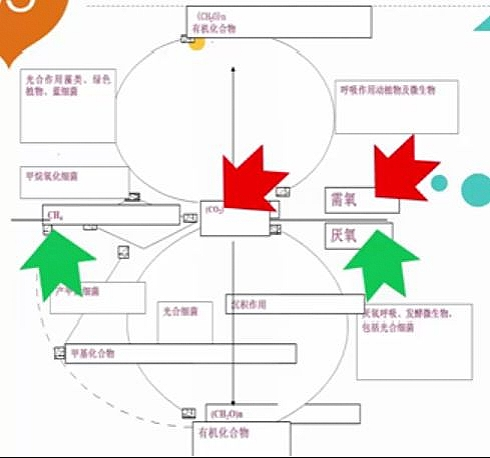 (CH2O)n
有机化合物
光合作用藻类、绿色
植物、蓝细菌
呼吸作用动植物及微生物
甲烷氧化细菌
需氧
CH4
(CO2)
厌氧
细菌
光合细菌
沉积作用
厌氧呼吸、发酵微生物,
包括光合细菌
甲基化合物
(CH2O)n
有机化合物